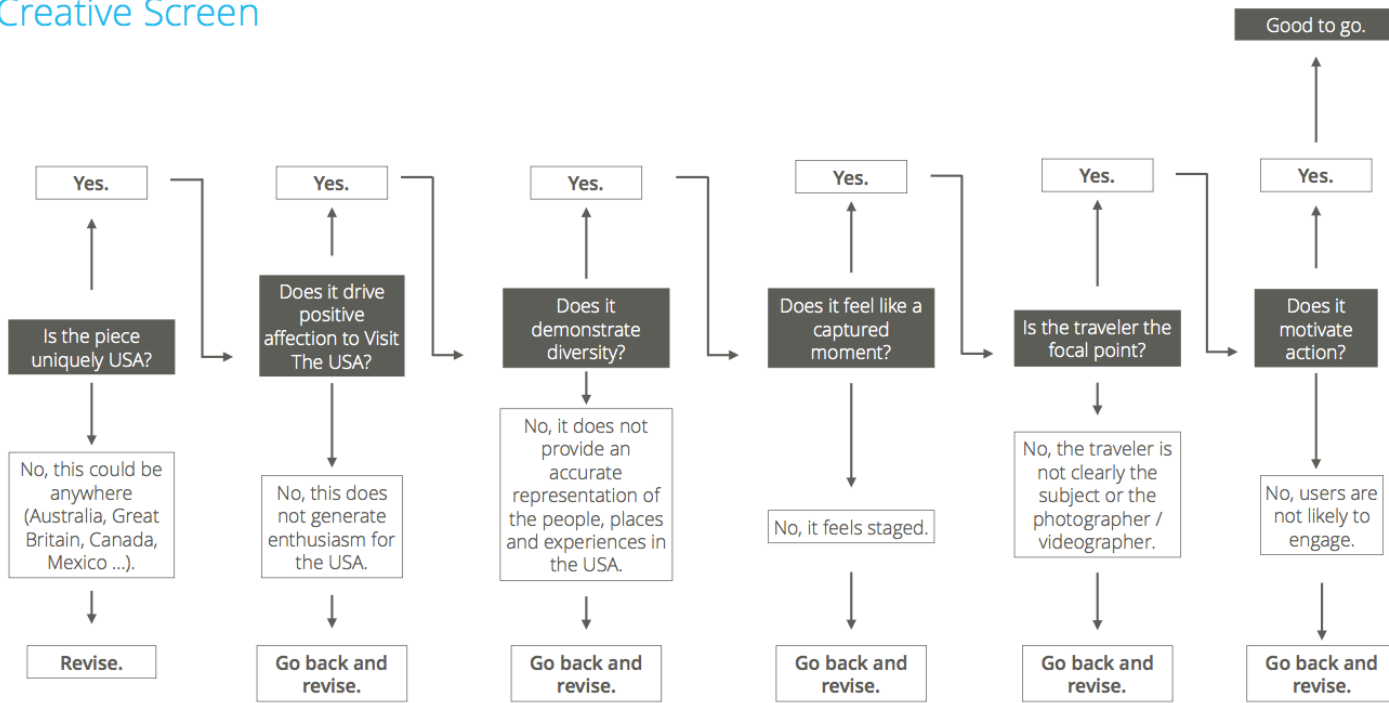 Creative Screen
Good to go.
Yes.
Yes.
Yes.
Yes.
Yes.
Yes.
Is the piece
uniquely USA?
Does it drive
positive
affection to Visit
The USA?
Does it
demonstrate
diversity?
Does it feel like a
captured
moment?
Is the traveler the
focal point?
Does it
motivate
action?
No, this could be
anywhere
(Australia, Great
Britain, Canada,
Mexico ...).
No, this does
not generate
enthusiasm for
the USA.
No, it does not
provide an
accurate
representation of
the people, places
and experiences in
the USA.
No, it feels staged.
No, the traveler is
not clearly the
subject or the
photographer /
videographer.
No, users are
not likely to
engage.
Revise.
Go back and
revise.
Go back and
revise.
Go back and
revise.
Go back and
revise.
Go back and
revise.